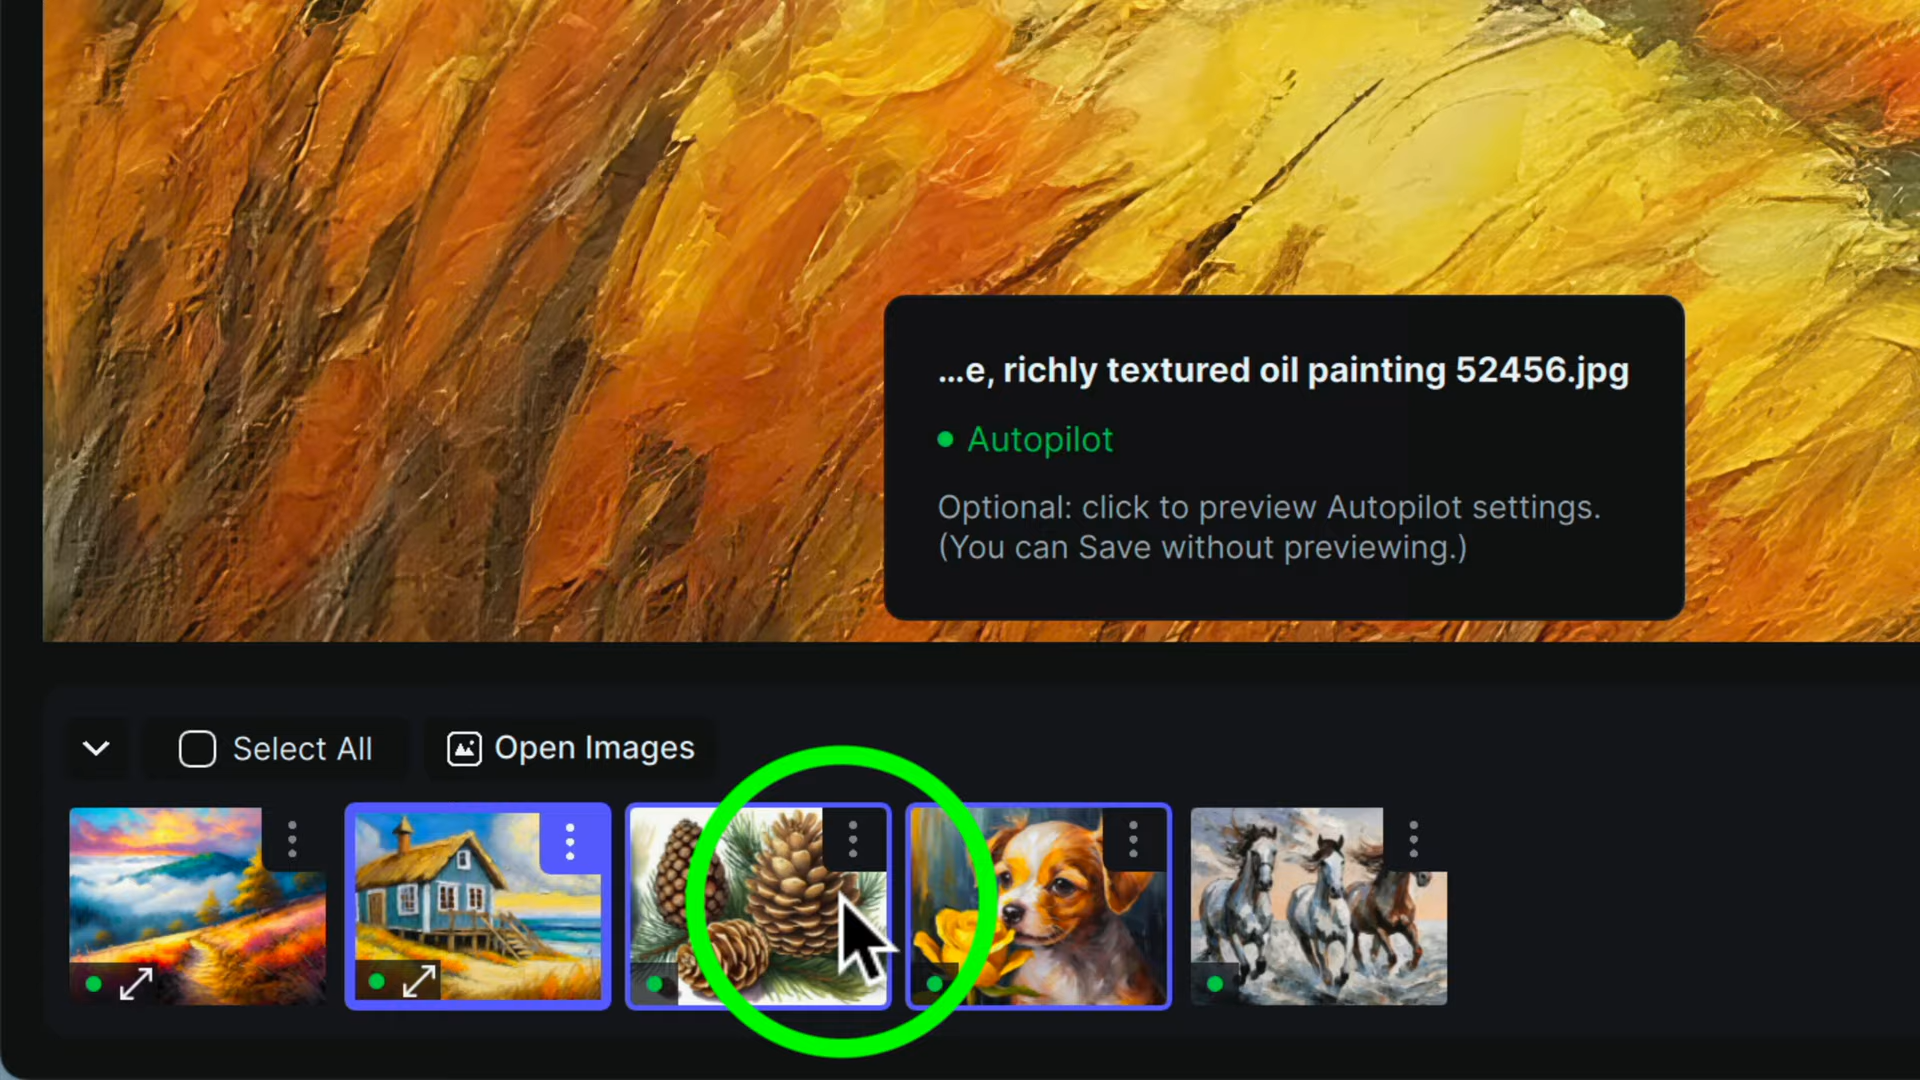 ...e, richly textured oil painting 52456.jpg
Autopilot
Optional: click to preview Autopilot settings.
(You can Save without previewing.)
Select All
Open Images